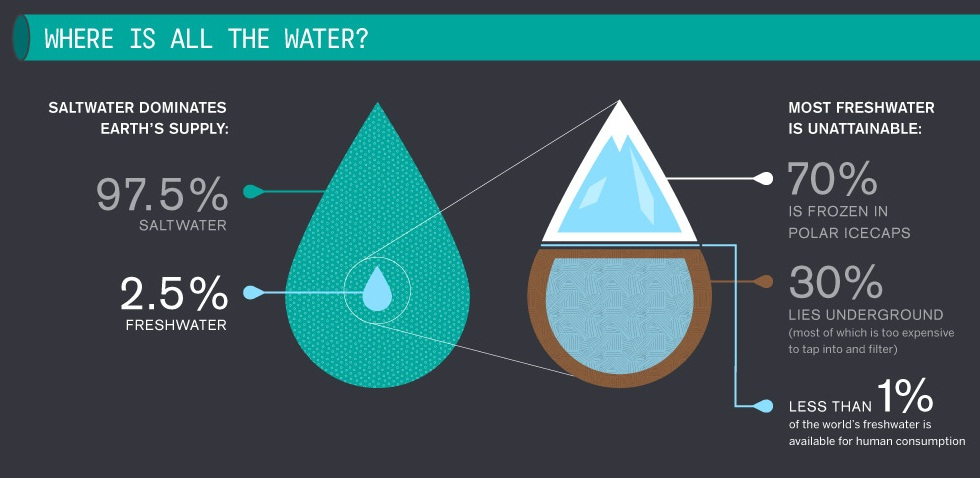 WHERE IS ALL THE WATER?
SALTWATER DOMINATES
EARTH'S SUPPLY:
97.5%
SALTWATER
2.5%
FRESHWATER
MOST FRESHWATER
IS UNATTAINABLE:
70%
IS FROZEN IN
POLAR ICECAPS
30%
LIES UNDERGROUND
(most of which is too expensive
to tap into and filter)
LESS THAN 1%
of the world's freshwater is
available for human consumption